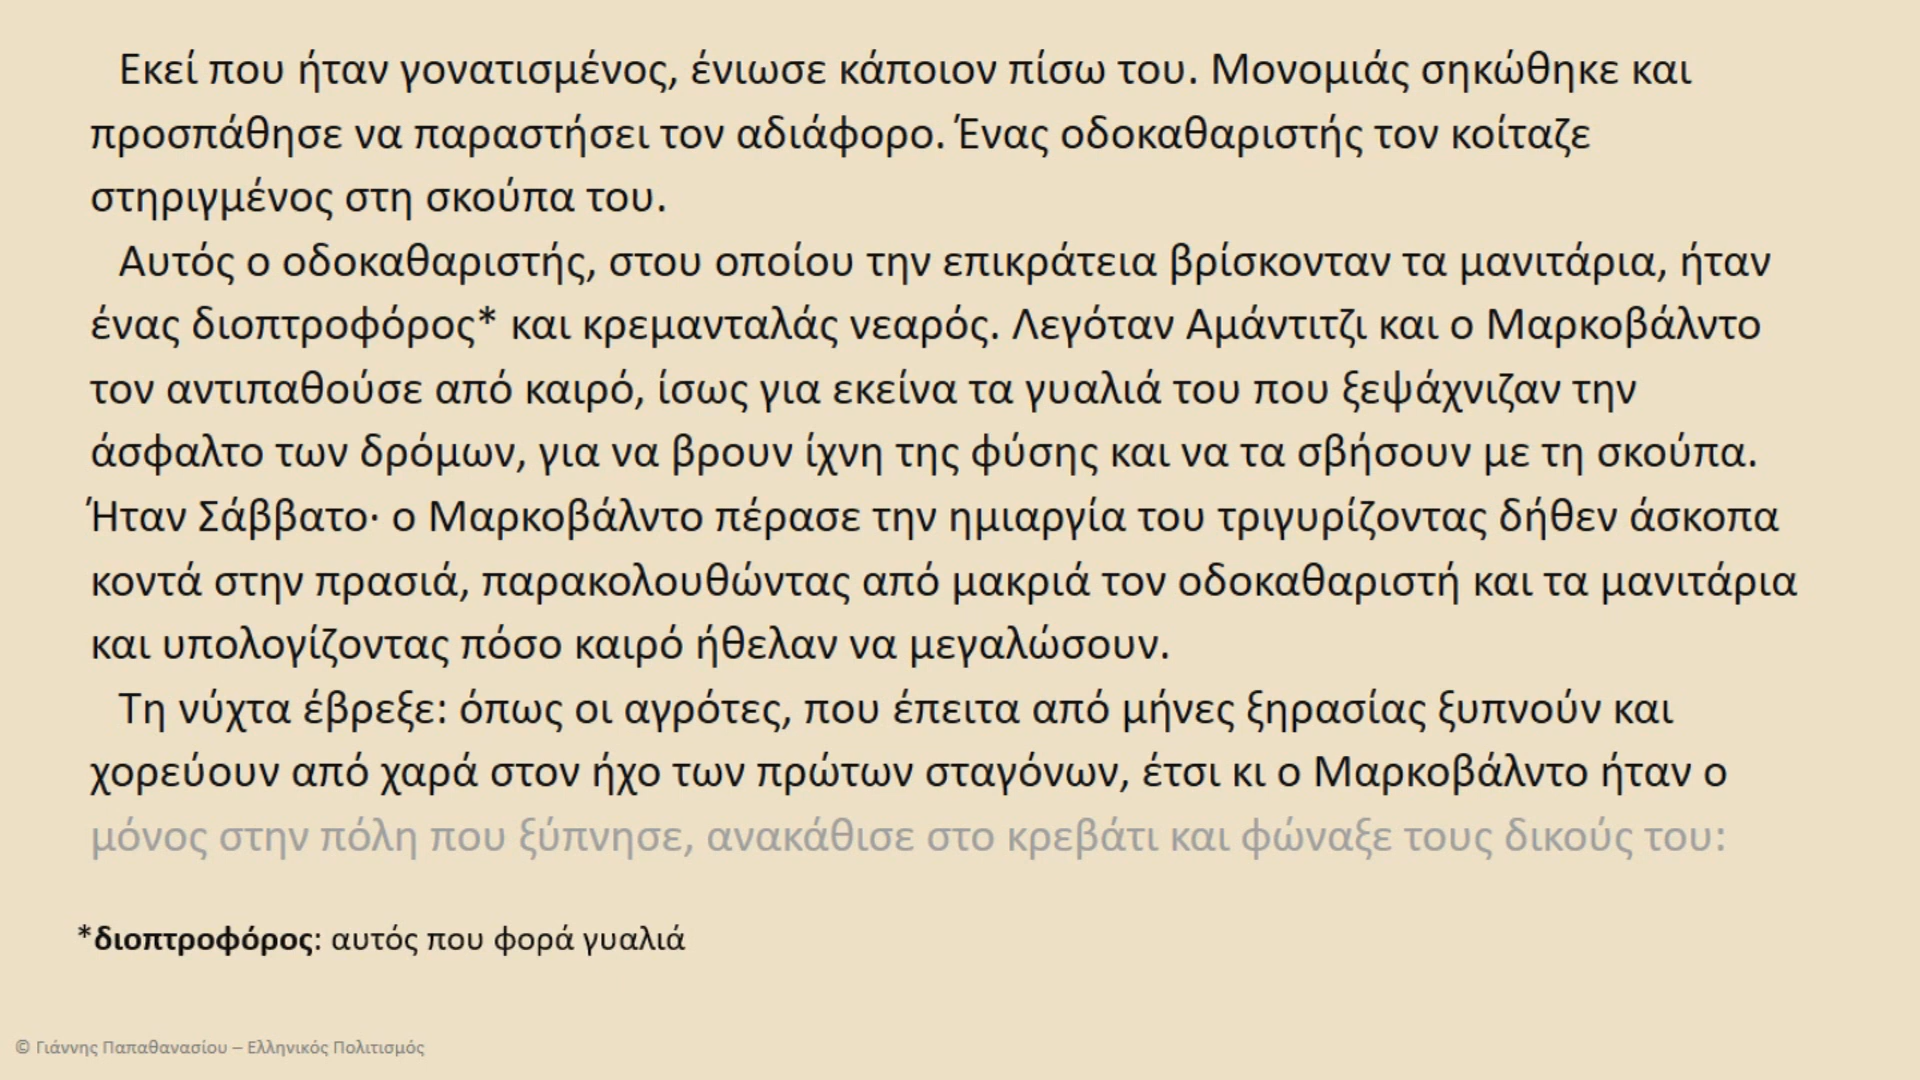 Εκεί που ήταν γονατισμένος, ένιωσε κάποιον πίσω του. Μονομιάς σηκώθηκε και
προσπάθησε να παραστήσει τον αδιάφορο. Ένας οδοκαθαριστής τον κοίταζε
στηριγμένος στη σκούπα του.
Αυτός ο οδοκαθαριστής, στου οποίου την επικράτεια βρίσκονταν τα μανιτάρια, ήταν
ένας διοπτροφόρος* και κρεμανταλάς νεαρός. Λεγόταν Αμάντιτζι και ο Μαρκοβάλντο
τον αντιπαθούσε από καιρό, ίσως για εκείνα τα γυαλιά του που ξεψάχνιζαν την
άσφαλτο των δρόμων, για να βρουν ίχνη της φύσης και να τα σβήσουν με τη σκούπα.
Ήταν Σάββατο· ο Μαρκοβάλντο πέρασε την ημιαργία του τριγυρίζοντας δήθεν άσκοπα
κοντά στην πρασιά, παρακολουθώντας από μακριά τον οδοκαθαριστή και τα μανιτάρια
και υπολογίζοντας πόσο καιρό ήθελαν να μεγαλώσουν.
Τη νύχτα έβρεξε: όπως οι αγρότες, που έπειτα από μήνες ξηρασίας ξυπνούν και
χορεύουν από χαρά στον ήχο των πρώτων σταγόνων, έτσι κι ο Μαρκοβάλντο ήταν ο
μόνος στην πόλη που ξύπνησε, ανακάθισε στο κρεβάτι και φώναξε τους δικούς του:
*διοπτροφόρος: αυτός που φορά γυαλιά
© Γιάννης Παπαθανασίου – Ελληνικός Πολιτισμός